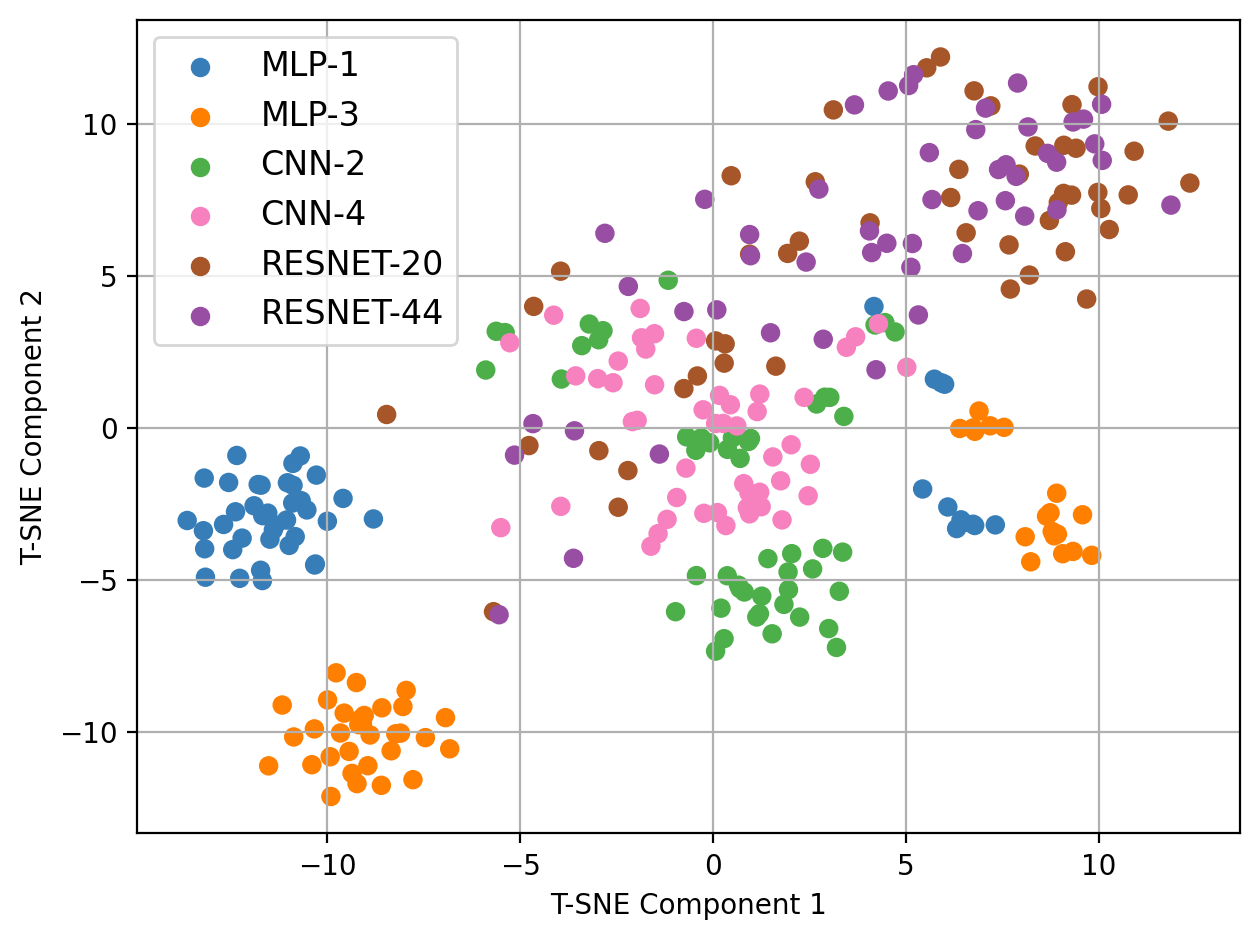 MLP-1
MLP-3
CNN-2
CNN-4
RESNET-20
RESNET-44
10
5
0
−5
−10
T-SNE Component 2
−10 −5 0 5 10
T-SNE Component 1